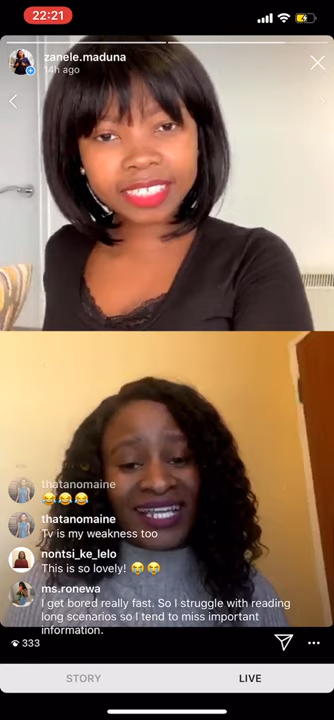 22:21
zanele.maduna
14h ago
thatanomaine
😂😂😂
thatanomaine
Tv is my weakness too
nontsi_ke_lelo
This is so lovely! 😭😭
ms.ronewa
I get bored really fast. So I struggle with reading
long scenarios so I tend to miss important
information.
333
STORY
LIVE